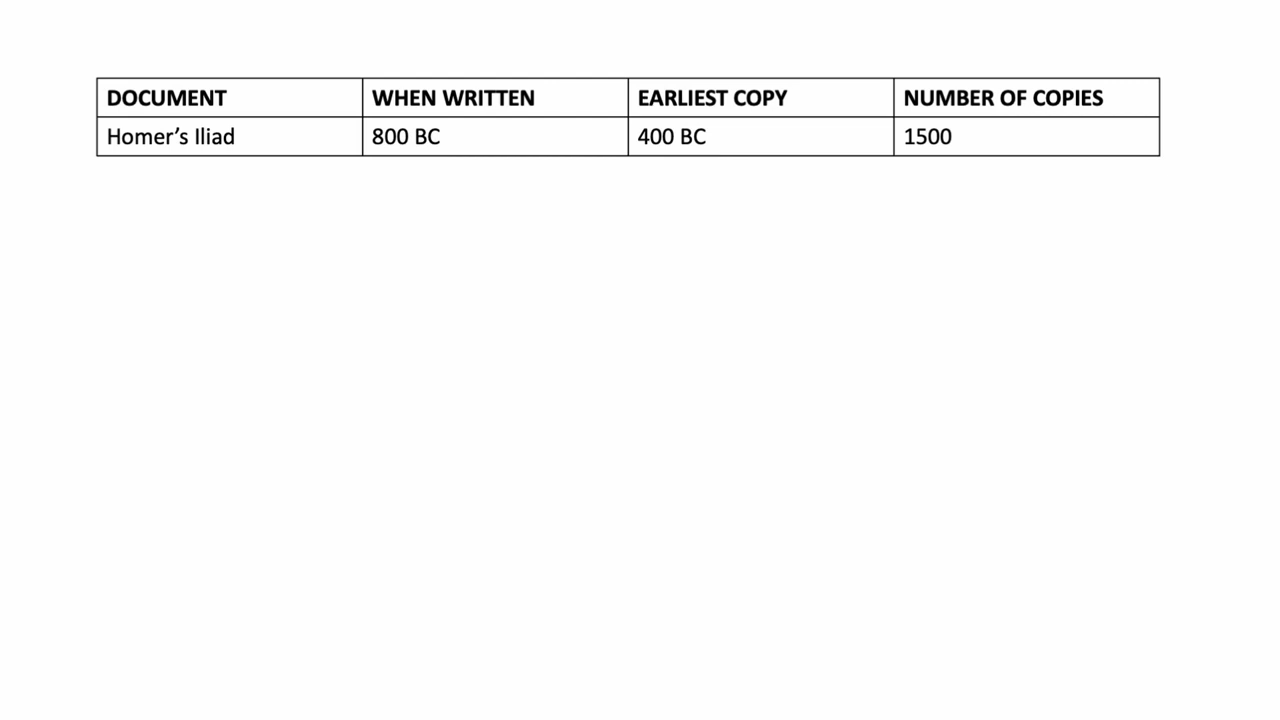 DOCUMENT WHEN WRITTEN EARLIEST COPY NUMBER OF COPIES
Homer’s Iliad 800 BC 400 BC 1500